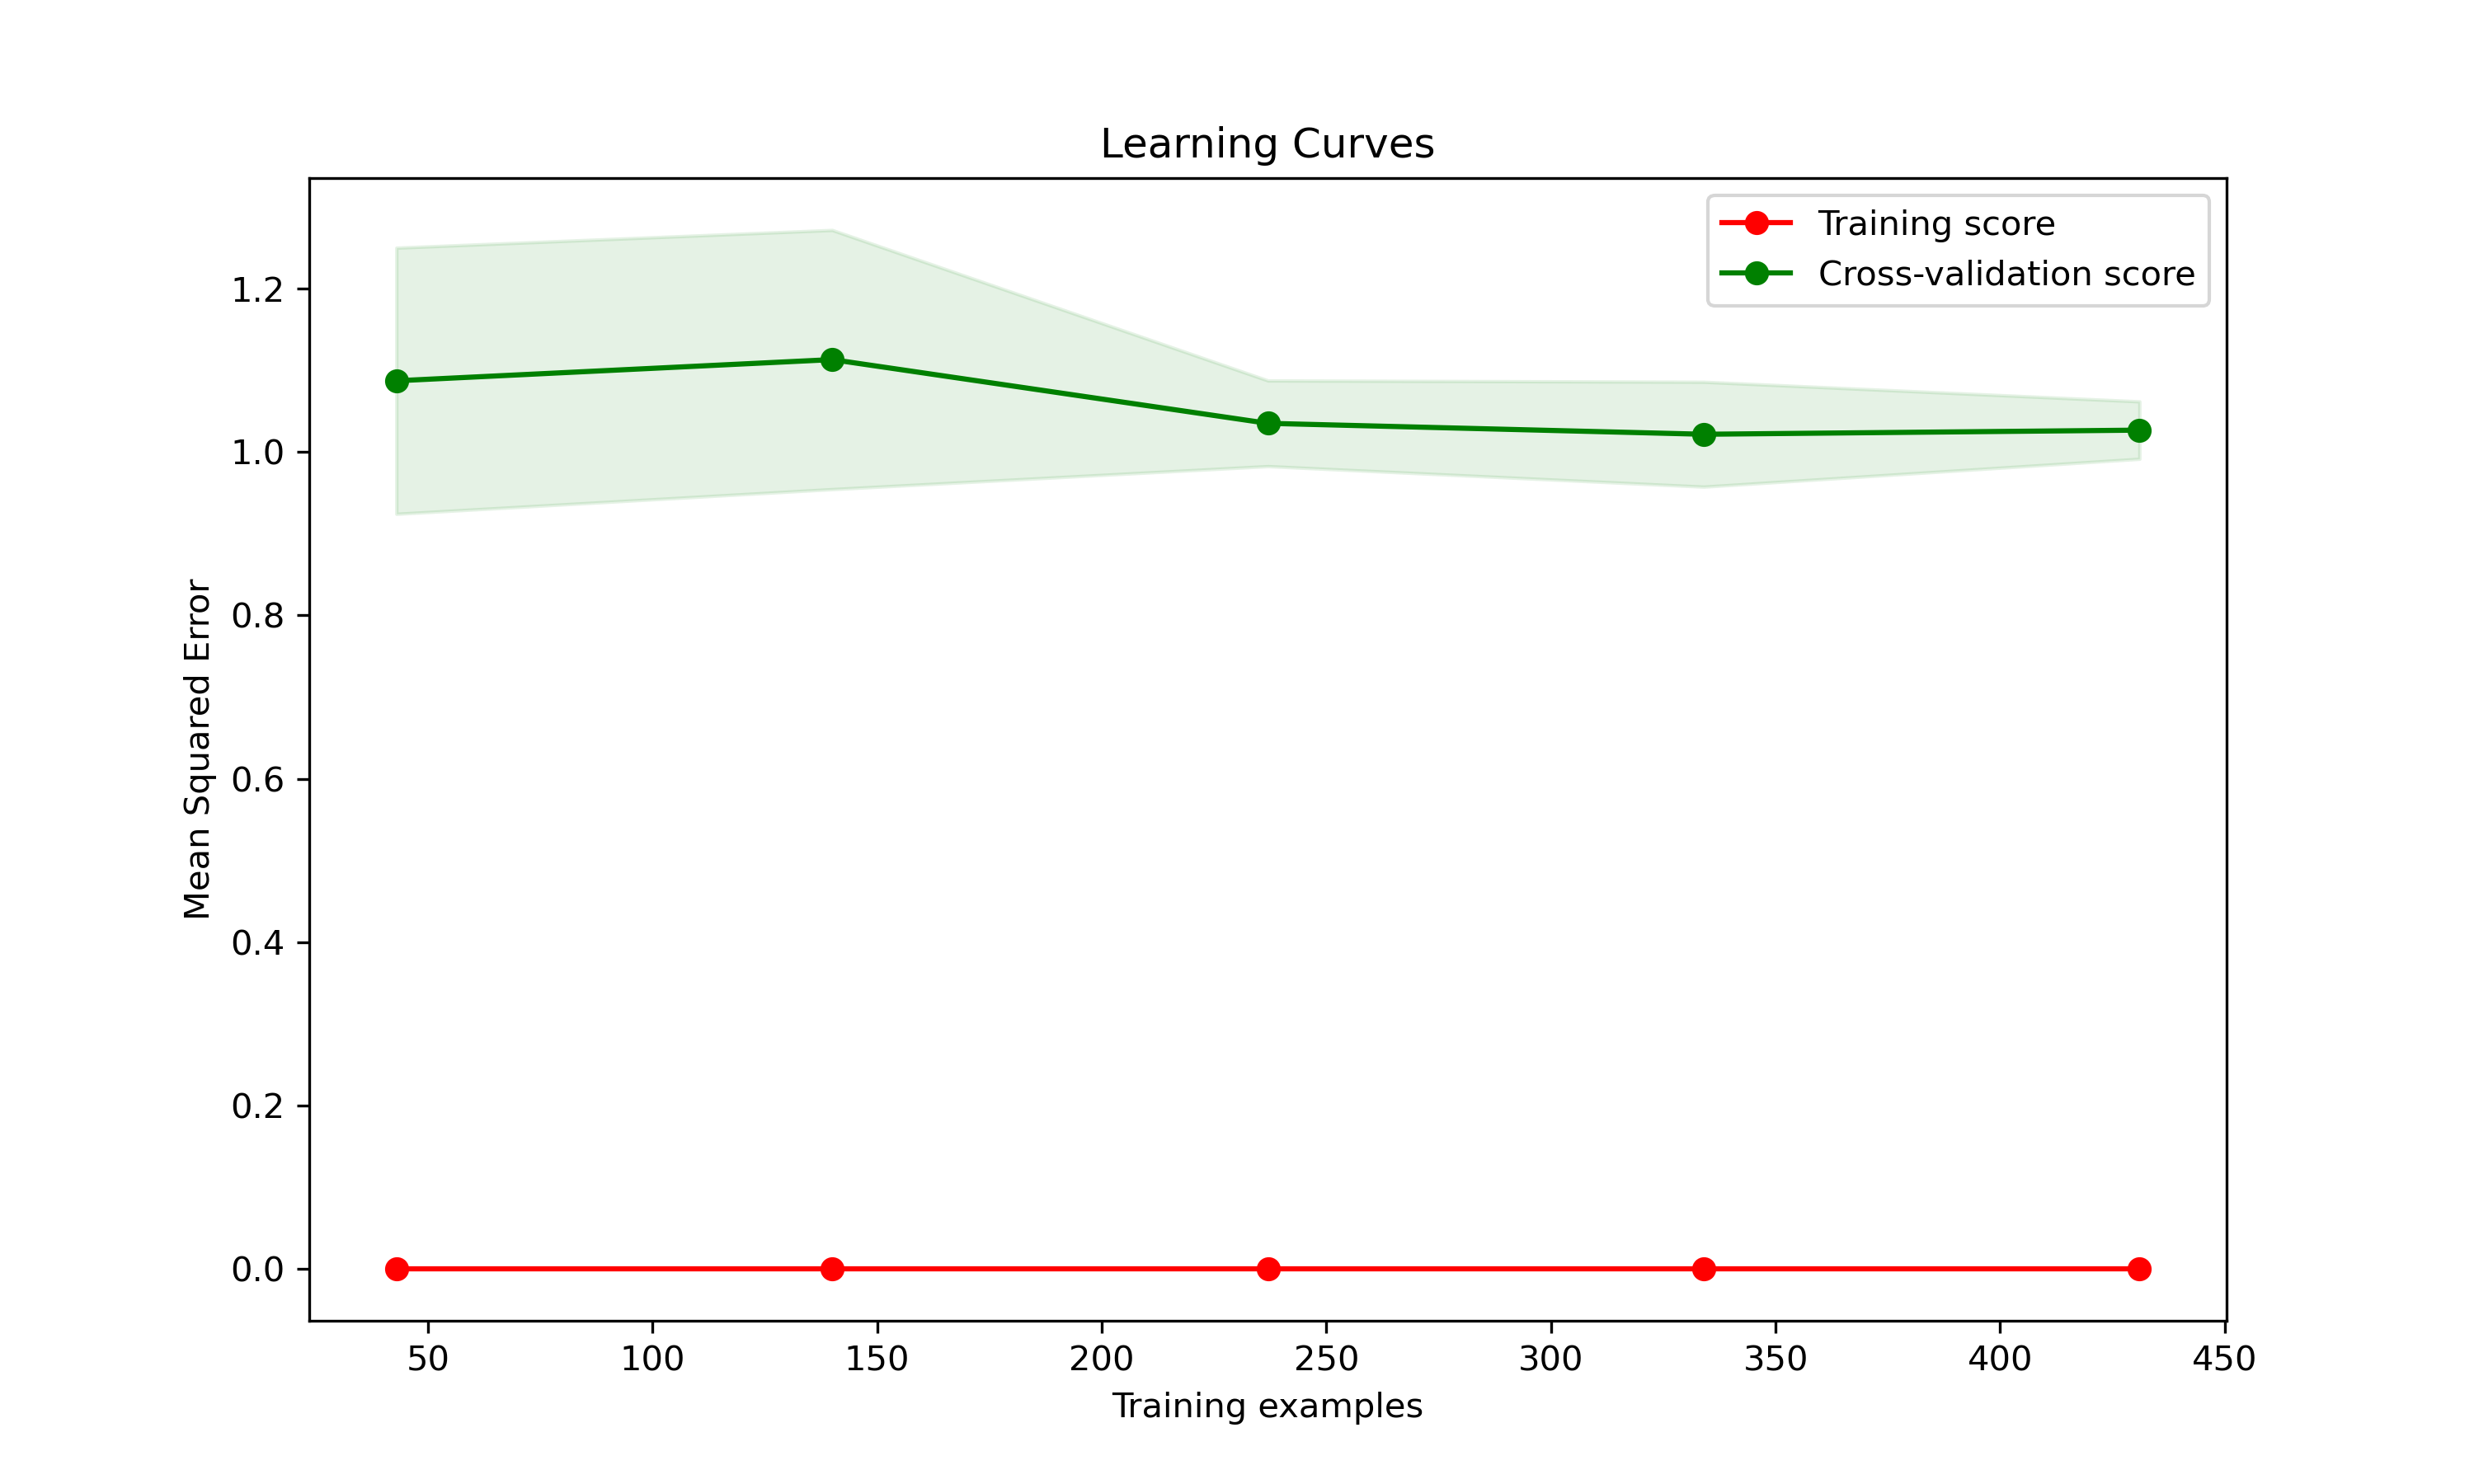 Learning Curves
Training score
Cross-validation score
1.2
1.0
0.8
0.6
0.4
0.2
0.0
Mean Squared Error
50 100 150 200 250 300 350 400 450
Training examples